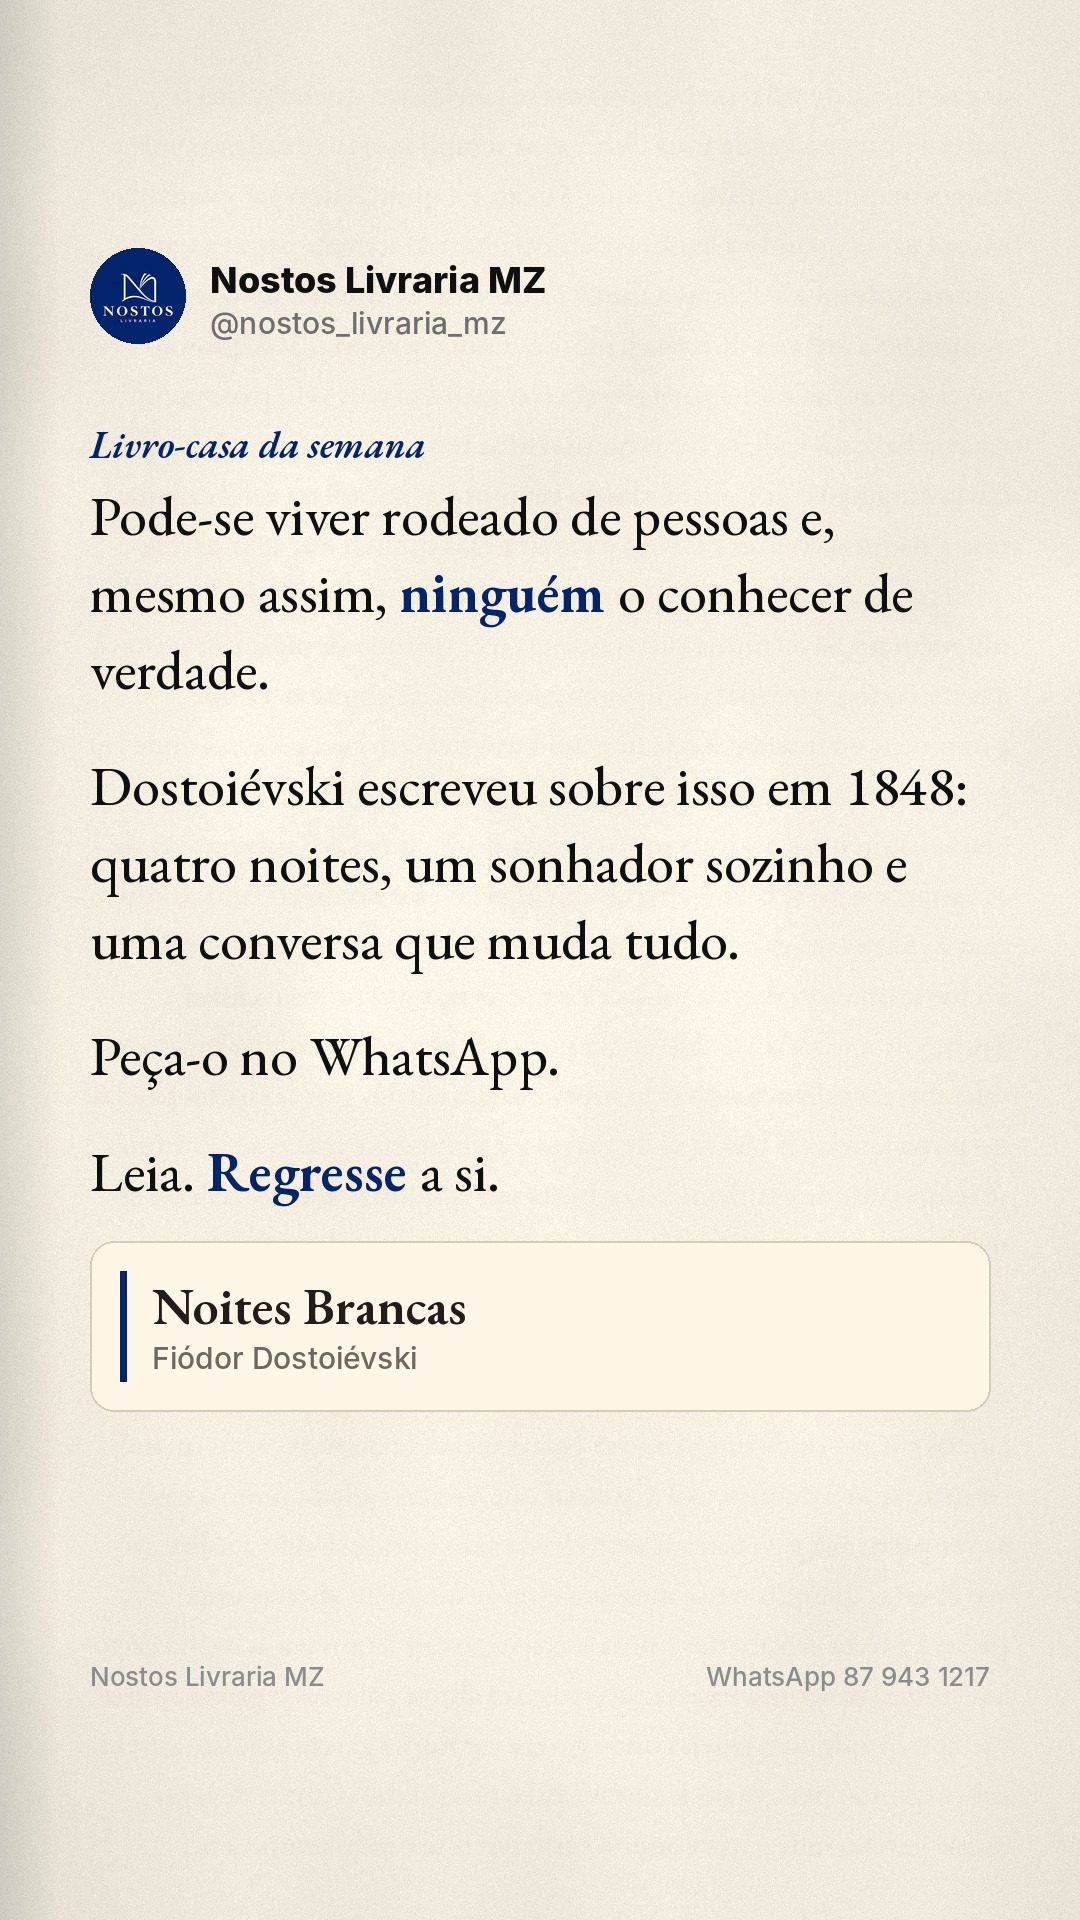 NOSTOS
LIVRARIA
Nostos Livraria MZ
@nostos_livraria_mz
Livro-casa da semana
Pode-se viver rodeado de pessoas e,
mesmo assim, ninguém o conhecer de
verdade.
Dostoiévski escreveu sobre isso em 1848:
quatro noites, um sonhador sozinho e
uma conversa que muda tudo.
Peça-o no WhatsApp.
Leia. Regresse a si.
Noites Brancas
Fiódor Dostoiévski
Nostos Livraria MZ
WhatsApp 87 943 1217